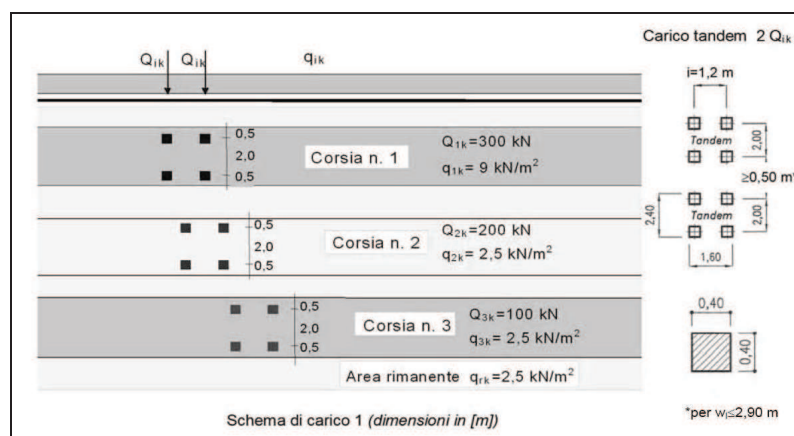 Carico tandem 2 Qik
Qik Qik qik
i=1,2 m
0,5
2,0
0,5
Corsia n. 1
Q1k=300 kN
q1k= 9 kN/m²
Tandem
2,00
≥0,50 m*
0,5
2,0
0,5
Corsia n. 2
Q2k=200 kN
q2k= 2,5 kN/m²
2,40
Tandem
2,00
1,60
0,5
2,0
0,5
Corsia n. 3
Q3k=100 kN
q3k= 2,5 kN/m²
0,40
0,40
Area rimanente qrk=2,5 kN/m²
*per wl≤2,90 m
Schema di carico 1 (dimensioni in [m])